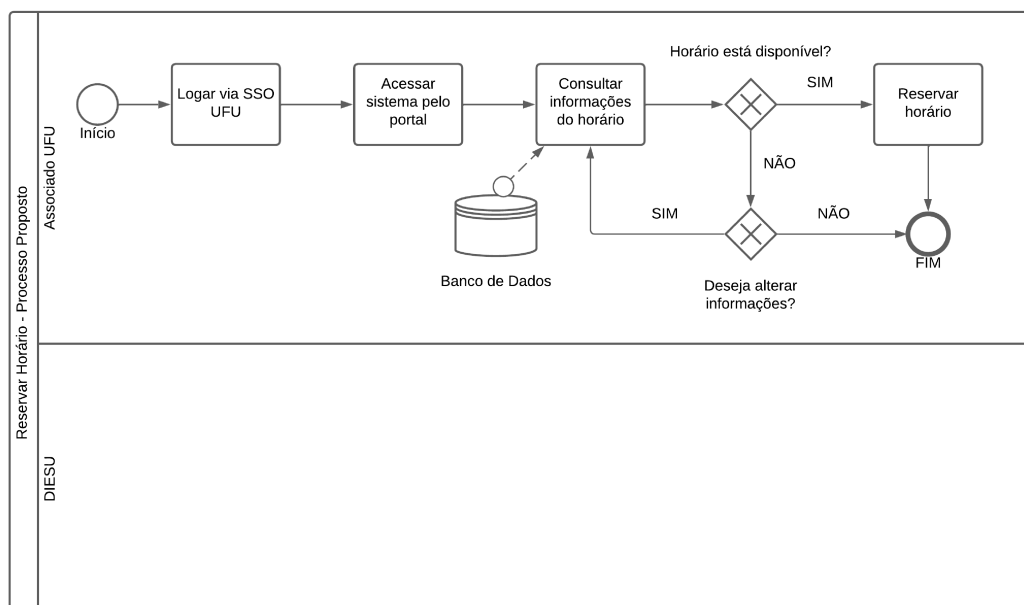 Reservar Horário - Processo Proposto
Associado UFU
Início
Logar via SSO
UFU
Acessar
sistema pelo
portal
Consultar
informações
do horário
Horário está disponível?
SIM
Reservar
horário
NÃO
Banco de Dados
SIM
NÃO
Deseja alterar
informações?
FIM
DIESU